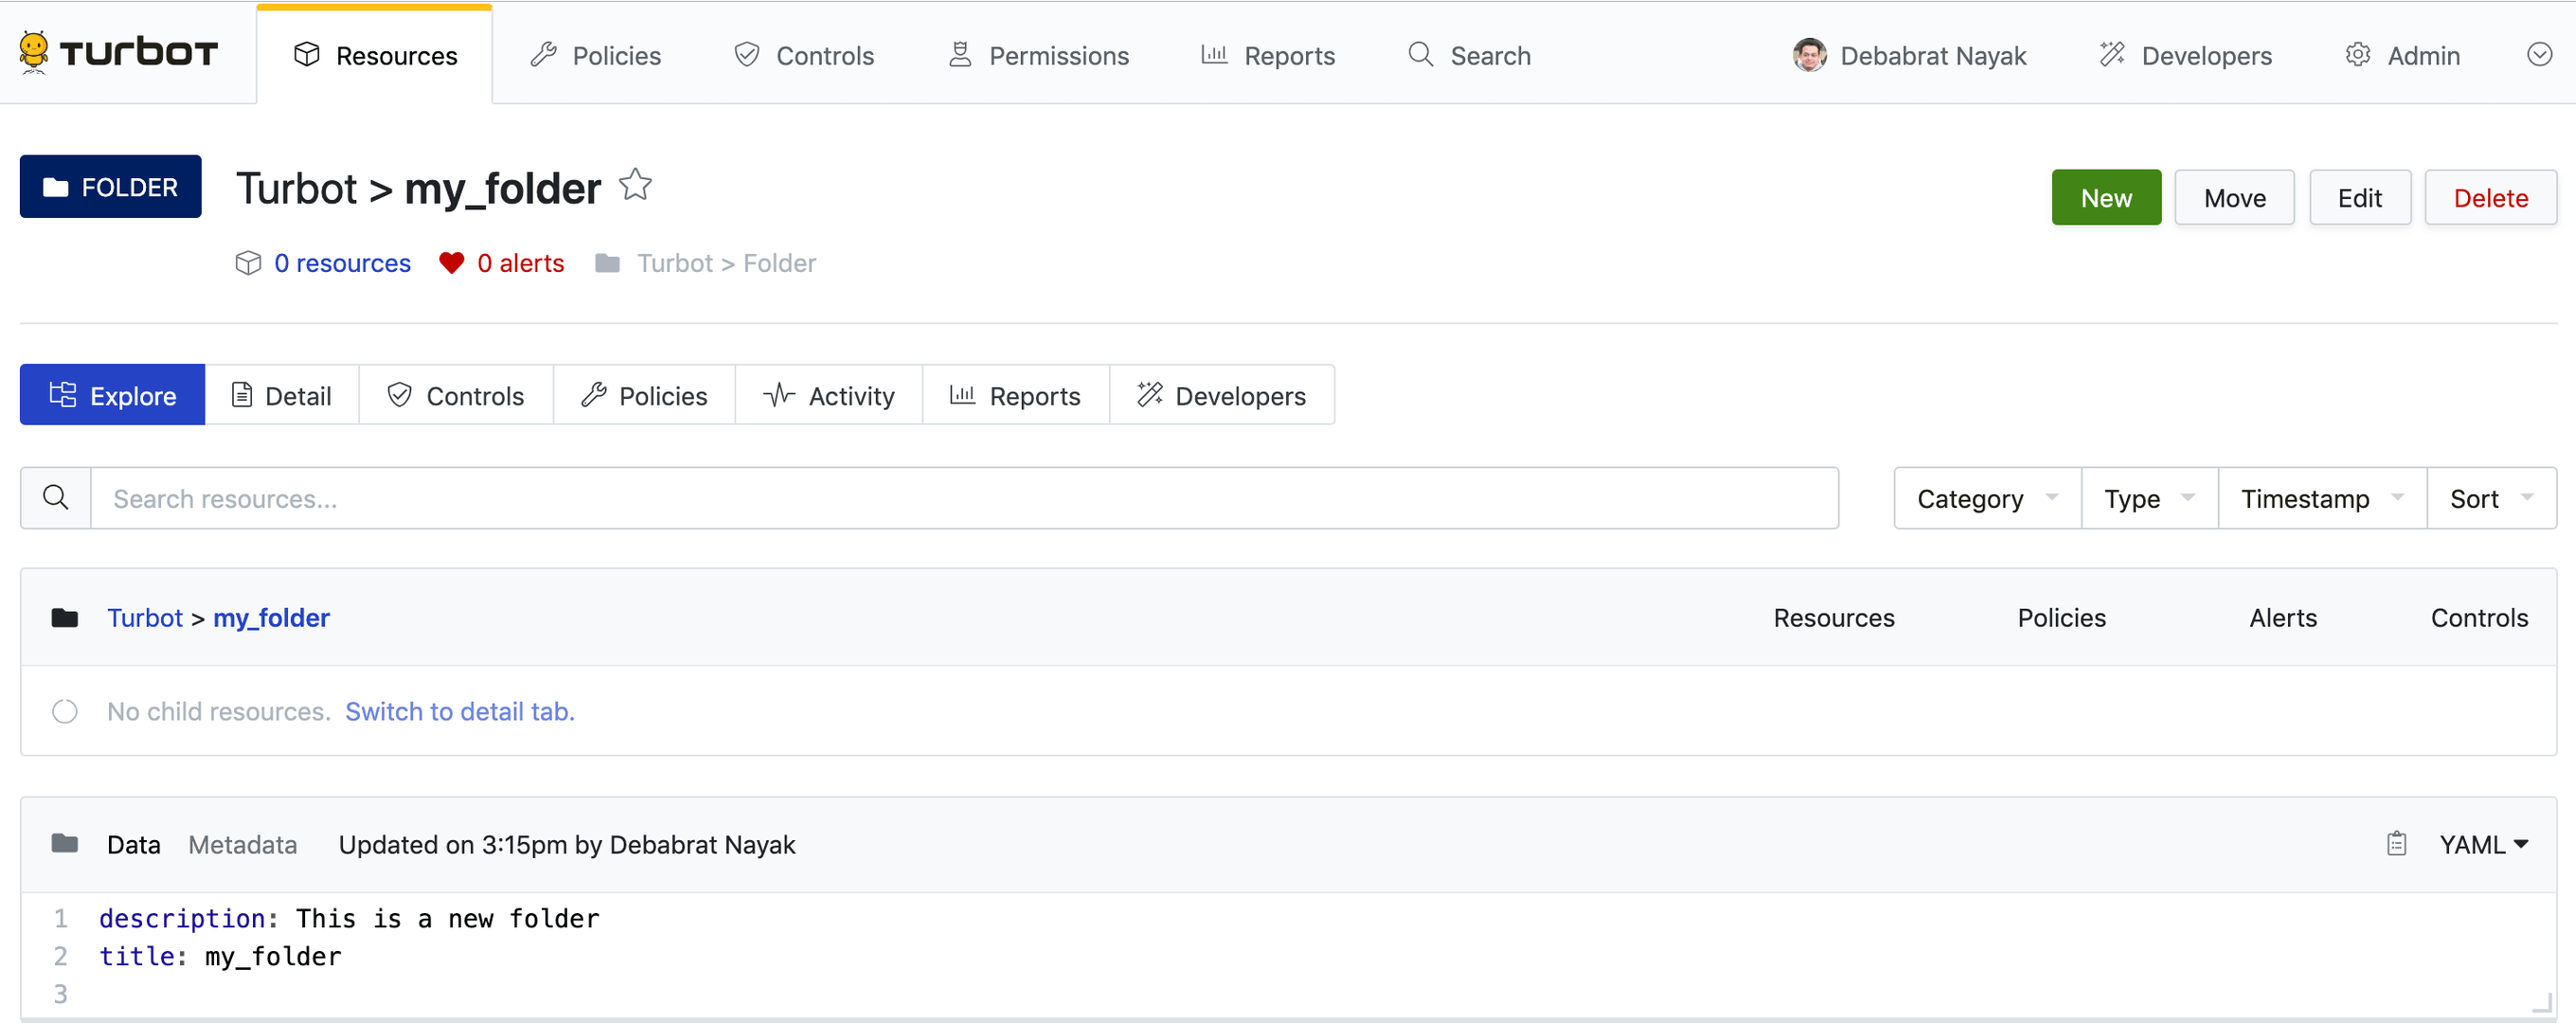 TURBOT Resources Policies Controls Permissions Reports Search Debabrat Nayak Developers Admin
FOLDER Turbot > my_folder New Move Edit Delete
0 resources 0 alerts Turbot > Folder
Explore Detail Controls Policies Activity Reports Developers
Search resources... Category Type Timestamp Sort
Turbot > my_folder Resources Policies Alerts Controls
No child resources. Switch to detail tab.
Data Metadata Updated on 3:15pm by Debabrat Nayak YAML
1 description: This is a new folder
2 title: my_folder
3